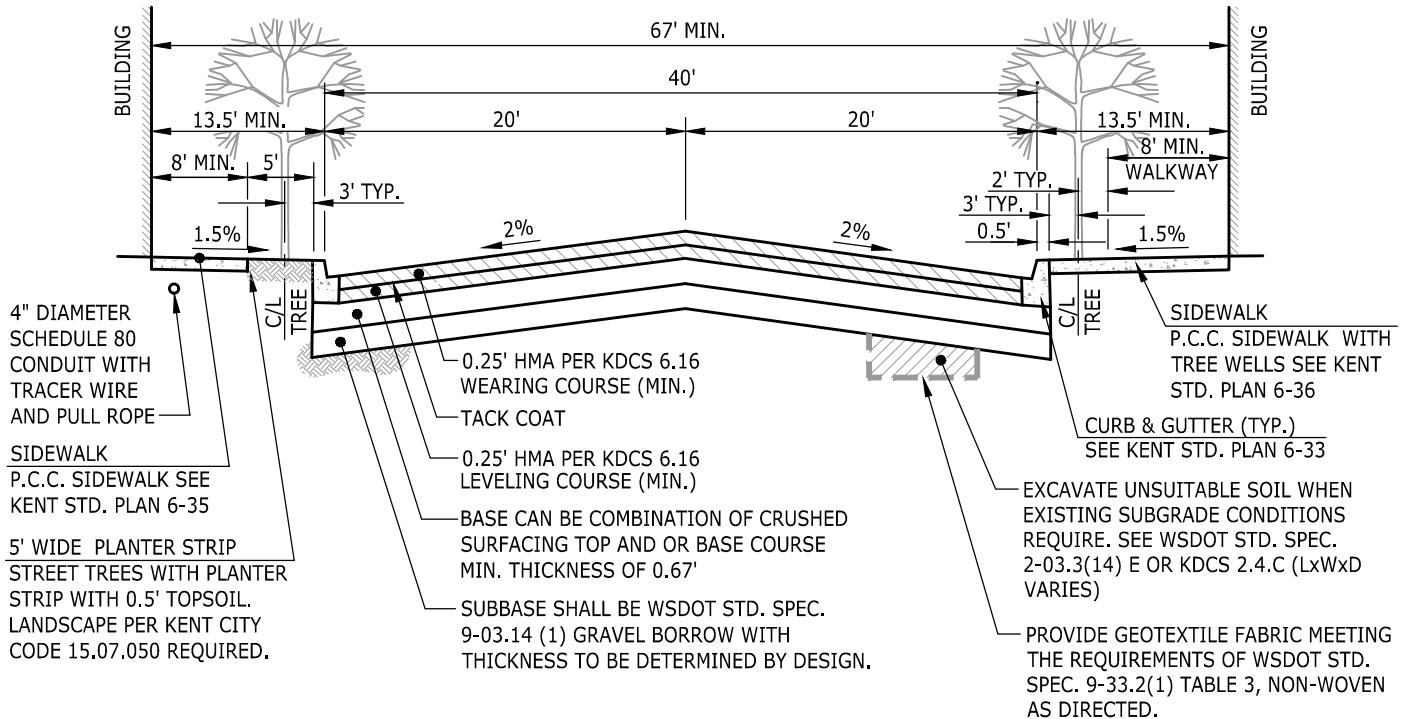 67' MIN.
BUILDING
BUILDING
40'
13.5' MIN.
20'
20'
13.5' MIN.
8' MIN.
5'
8' MIN.
WALKWAY
3' TYP.
2' TYP.
3' TYP.
0.5'
1.5%
2%
2%
1.5%
C/L
TREE
C/L
TREE
4" DIAMETER
SCHEDULE 80
CONDUIT WITH
TRACER WIRE
AND PULL ROPE
SIDEWALK
P.C.C. SIDEWALK SEE
KENT STD. PLAN 6-35
5' WIDE PLANTER STRIP
STREET TREES WITH PLANTER
STRIP WITH 0.5' TOPSOIL.
LANDSCAPE PER KENT CITY
CODE 15.07.050 REQUIRED.
0.25' HMA PER KDCS 6.16
WEARING COURSE (MIN.)
TACK COAT
0.25' HMA PER KDCS 6.16
LEVELING COURSE (MIN.)
BASE CAN BE COMBINATION OF CRUSHED
SURFACING TOP AND OR BASE COURSE
MIN. THICKNESS OF 0.67'
SUBBASE SHALL BE WSDOT STD. SPEC.
9-03.14 (1) GRAVEL BORROW WITH
THICKNESS TO BE DETERMINED BY DESIGN.
SIDEWALK
P.C.C. SIDEWALK WITH
TREE WELLS SEE KENT
STD. PLAN 6-36
CURB & GUTTER (TYP.)
SEE KENT STD. PLAN 6-33
EXCAVATE UNSUITABLE SOIL WHEN
EXISTING SUBGRADE CONDITIONS
REQUIRE. SEE WSDOT STD. SPEC.
2-03.3(14) E OR KDCS 2.4.C (LxWxD
VARIES)
PROVIDE GEOTEXTILE FABRIC MEETING
THE REQUIREMENTS OF WSDOT STD.
SPEC. 9-33.2(1) TABLE 3, NON-WOVEN
AS DIRECTED.